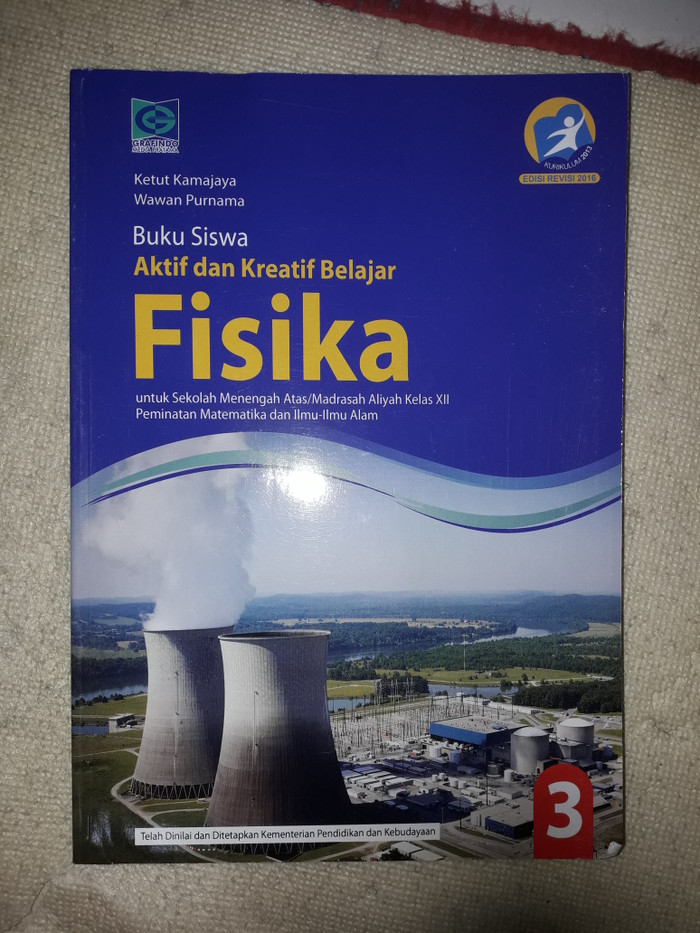 GRAFINDO
MEDIA PRATAMA
KURIKULUM 2013
EDISI REVISI 2016
Ketut Kamajaya
Wawan Purnama
Buku Siswa
Aktif dan Kreatif Belajar
Fisika
untuk Sekolah Menengah Atas/Madrasah Aliyah Kelas XII
Peminatan Matematika dan Ilmu-Ilmu Alam
3
Telah Dinilai dan Ditetapkan Kementerian Pendidikan dan Kebudayaan